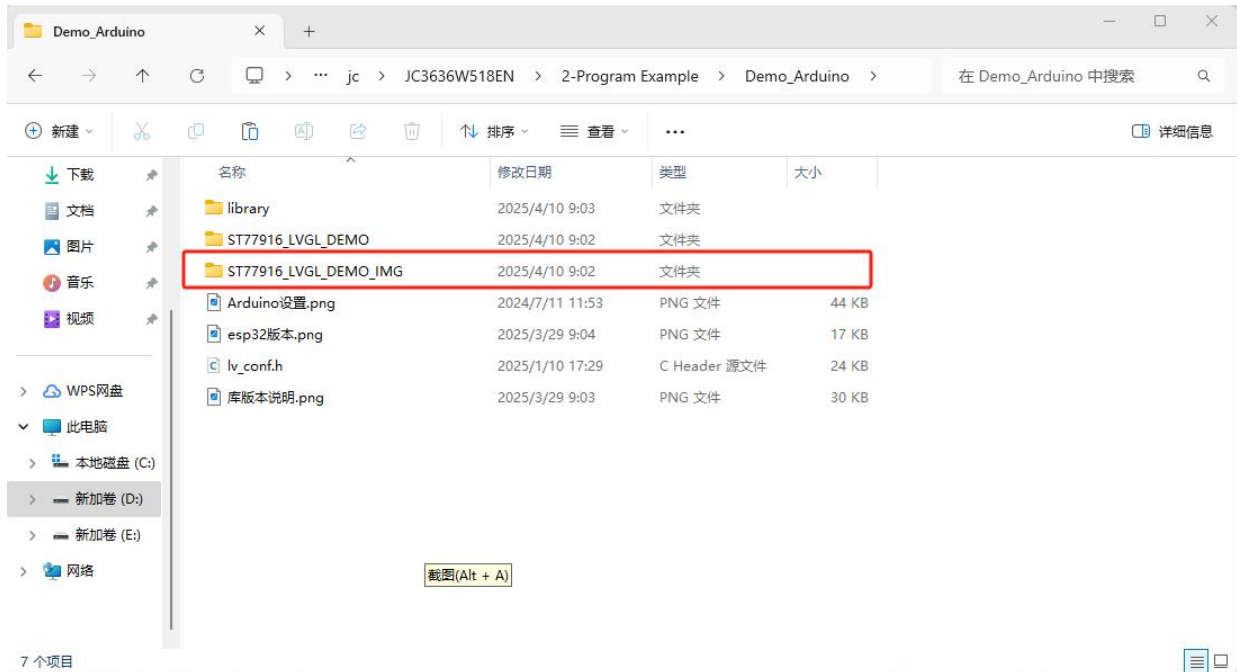 Demo_Arduino
jc > JC3636W518EN > 2-Program Example > Demo_Arduino >
在 Demo_Arduino 中搜索
新建 排序 查看 ... 详细信息
名称 修改日期 类型 大小
library 2025/4/10 9:03 文件夹
ST77916_LVGL_DEMO 2025/4/10 9:02 文件夹
ST77916_LVGL_DEMO_IMG 2025/4/10 9:02 文件夹
Arduino设置.png 2024/7/11 11:53 PNG 文件 44 KB
esp32版本.png 2025/3/29 9:04 PNG 文件 17 KB
lv_conf.h 2025/1/10 17:29 C Header 源文件 24 KB
库版本说明.png 2025/3/29 9:03 PNG 文件 30 KB
下载
文档
图片
音乐
视频
WPS网盘
此电脑
本地磁盘 (C:)
新加卷 (D:)
新加卷 (E:)
网络
截图(Alt + A)
7 个项目